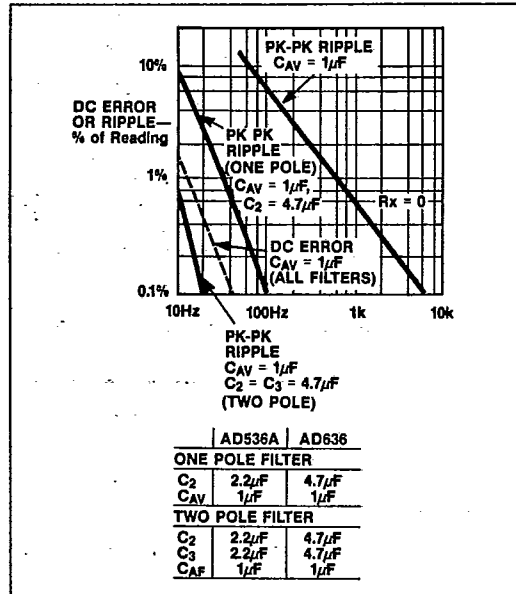 PK-PK RIPPLE
CAV = 1µF
10%
DC ERROR
OR RIPPLE—
% of Reading
PK PK
RIPPLE
(ONE POLE)
CAV = 1µF,
C2 = 4.7µF
1%
Rx = 0
DC ERROR
CAV = 1µF
(ALL FILTERS)
0.1%
10Hz 100Hz 1k 10k
PK-PK
RIPPLE
CAV = 1µF
C2 = C3 = 4.7µF
(TWO POLE)
AD536A AD636
ONE POLE FILTER
C2 2.2µF 4.7µF
CAV 1µF 1µF
TWO POLE FILTER
C2 2.2µF 4.7µF
C3 2.2µF 4.7µF
CAF 1µF 1µF